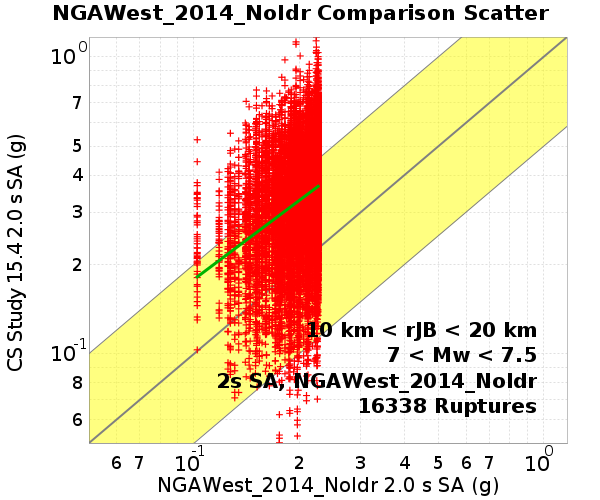 NGAWest_2014_NoIdr Comparison Scatter
CS Study 15.4 2.0 s SA (g)
10^0
7
5
4
3
2
10^-1
8
6
10 km < rJB < 20 km
7 < Mw < 7.5
2s SA, NGAWest_2014_NoIdr
16338 Ruptures
6 7 10^-1 2 3 4 5 6 7 10^0
NGAWest_2014_NoIdr 2.0 s SA (g)